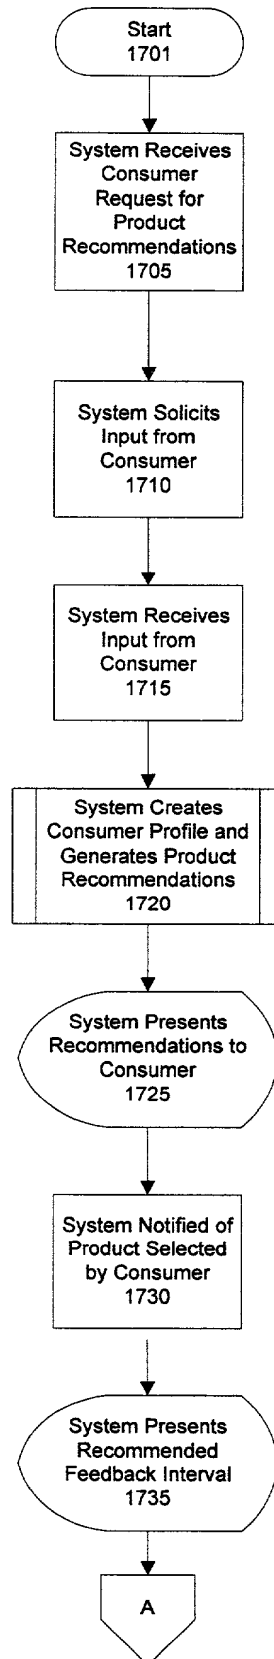 Start
1701
System Receives
Consumer
Request for
Product
Recommendations
1705
System Solicits
Input from
Consumer
1710
System Receives
Input from
Consumer
1715
System Creates
Consumer Profile and
Generates Product
Recommendations
1720
System Presents
Recommendations to
Consumer
1725
System Notified of
Product Selected
by Consumer
1730
System Presents
Recommended
Feedback Interval
1735
A